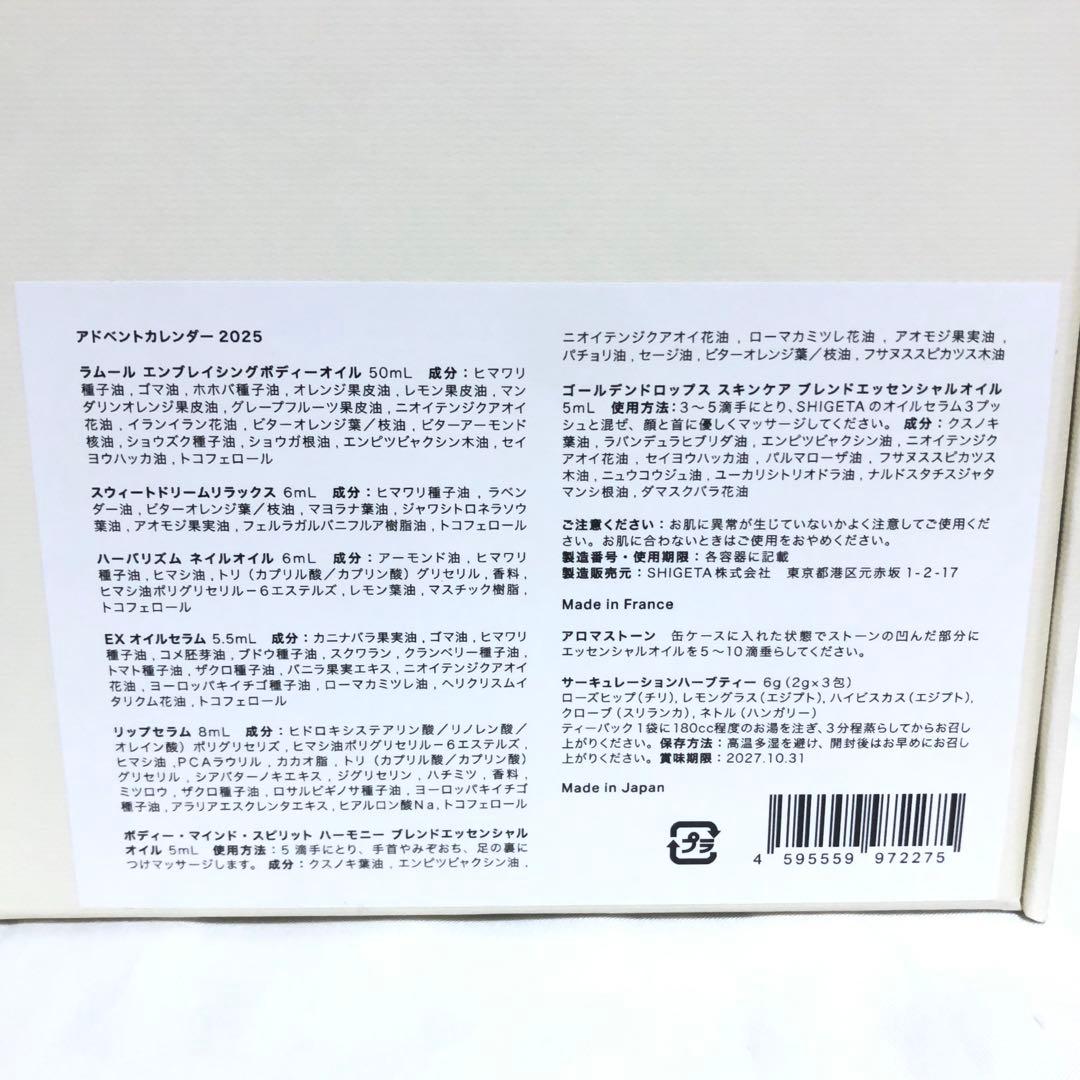 アドベントカレンダー 2025
ラムール エンブレイシングボディーオイル 50mL 成分：ヒマワリ
種子油 , ゴマ油 , ホホバ種子油 , オレンジ果皮油 , レモン果皮油 , マン
ダリンオレンジ果皮油 , グレープフルーツ果皮油 , ニオイテンジクアオイ
花油 , イランイラン花油 , ビターオレンジ葉／枝油 , ビターアーモンド
核油 , ショウズク種子油 , ショウガ根油 , エンピツビャクシン木油 , セイ
ヨウハッカ油 , トコフェロール
スウィートドリームリラックス 6mL 成分：ヒマワリ種子油 , ラベン
ダー油 , ビターオレンジ葉／枝油 , マヨラナ葉油 , ジャワシトロネラソウ
葉油 , アオモジ果実油 , フェルラガルバニフルア樹脂油 , トコフェロール
ハーバリズム ネイルオイル 6mL 成分：アーモンド油 , ヒマワリ
種子油 , ヒマシ油 , トリ（カプリル酸／カプリン酸）グリセリル , 香料 ,
ヒマシ油ポリグリセリル－6エステルズ , レモン葉油 , マスチック樹脂 ,
トコフェロール
EX オイルセラム 5.5mL 成分：カニナバラ果実油 , ゴマ油 , ヒマワリ
種子油 , コメ胚芽油 , ブドウ種子油 , スクワラン , クランベリー種子油 ,
トマト種子油 , ザクロ種子油 , バニラ果実エキス , ニオイテンジクアオイ
花油 , ヨーロッパキイチゴ種子油 , ローマカミツレ油 , ヘリクリスムイ
タリクム花油 , トコフェロール
リップセラム 8mL 成分：ヒドロキシステアリン酸／リノレン酸／
オレイン酸）ポリグリセリズ , ヒマシ油ポリグリセリル－6エステルズ ,
ヒマシ油 , PCAラウリル , カカオ脂 , トリ（カプリル酸／カプリン酸）
グリセリル , シアバターノキエキス , ジグリセリン , ハチミツ , 香料 ,
ミツロウ , ザクロ種子油 , ロサルビギノサ種子油 , ヨーロッパキイチゴ
種子油 , アラリアエスクレンタエキス , ヒアルロン酸Na , トコフェロール
ボディー・マインド・スピリット ハーモニー ブレンドエッセンシャル
オイル 5mL 使用方法：5 滴手にとり、手首やみぞおち、足の裏に
つけマッサージします。 成分：クスノキ葉油 , エンピツビャクシン油 ,
ニオイテンジクアオイ花油 , ローマカミツレ花油 , アオモジ果実油 ,
パチョリ油 , セージ油 , ビターオレンジ葉／枝油 , フサヌススピカツス木油
ゴールデンドロップス スキンケア ブレンドエッセンシャルオイル
5mL 使用方法：3～5滴手にとり、SHIGETAのオイルセラム3プッ
シュと混ぜ、顔と首に優しくマッサージしてください。 成分：クスノキ
葉油 , ラバンデュラヒブリダ油 , エンピツビャクシン油 , ニオイテンジク
アオイ花油 , セイヨウハッカ油 , パルマローザ油 , フサヌススピカツス
木油 , ニュウコウジュ油 , ユーカリシトリオドラ油 , ナルドスタチスジャタ
マンシ根油 , ダマスクバラ花油
ご注意ください：お肌に異常が生じていないかよく注意してご使用くだ
さい。お肌に合わないときはご使用をおやめください。
製造番号・使用期限：各容器に記載
製造販売元：SHIGETA株式会社 東京都港区元赤坂 1-2-17
Made in France
アロマストーン 缶ケースに入れた状態でストーンの凹んだ部分に
エッセンシャルオイルを5～10滴垂らしてください。
サーキュレーションハーブティー 6g（2g×3包）
ローズヒップ（チリ）, レモングラス（エジプト）, ハイビスカス（エジプト）,
クローブ（スリランカ）, ネトル（ハンガリー）
ティーパック1袋に180cc程度のお湯を注ぎ、3分程蒸らしてからお召し
上がりください。保存方法：高温多湿を避け、開封後はお早めにお召し
上がりください。賞味期限：2027.10.31
Made in Japan
プラ
4 595559 972275